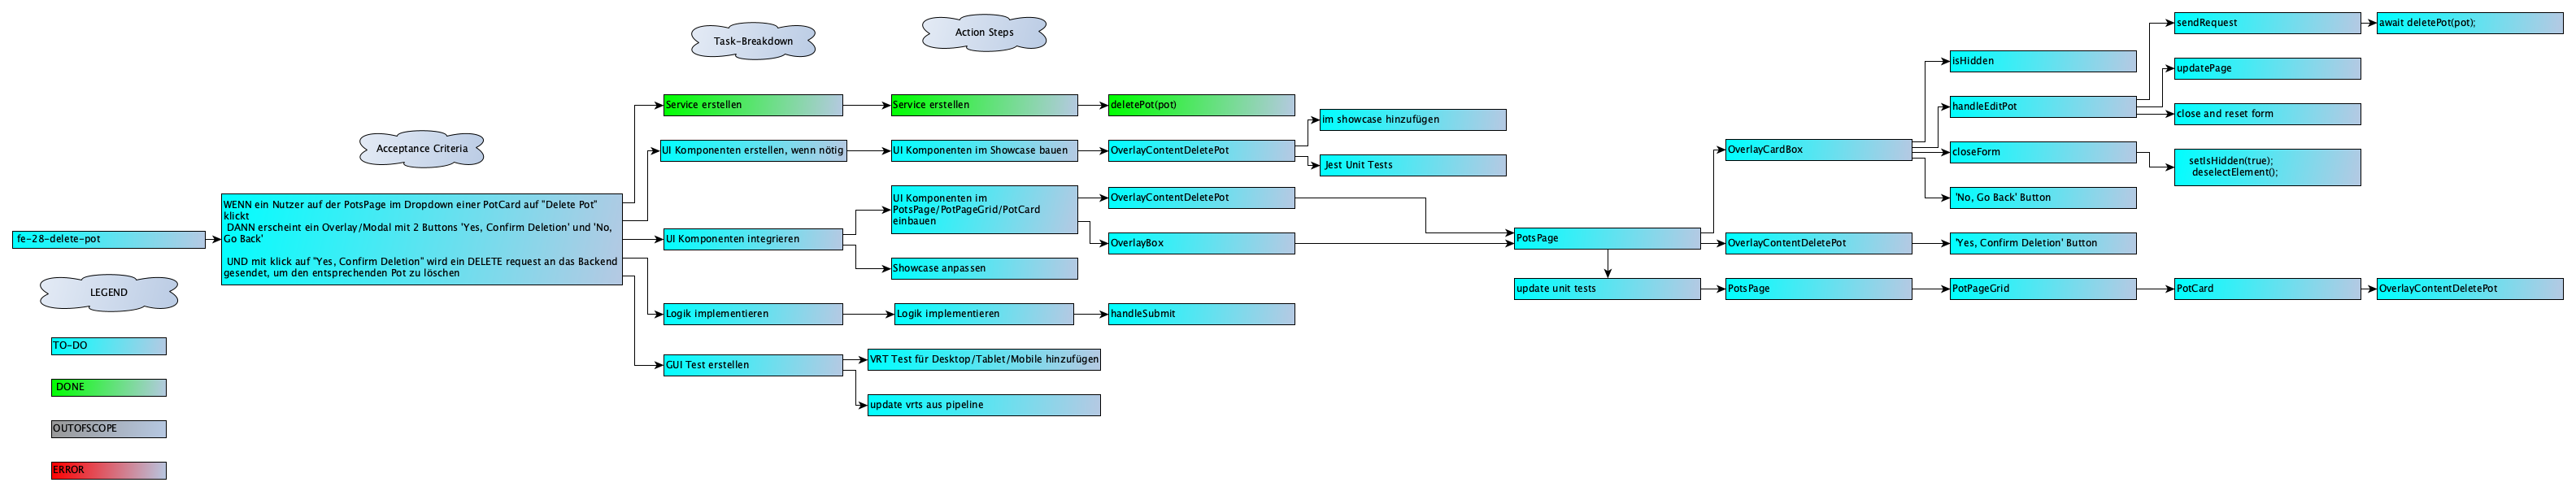 Task-Breakdown
Action Steps
Acceptance Criteria
fe-28-delete-pot
WENN ein Nutzer auf der PotsPage im Dropdown einer PotCard auf "Delete Pot"
klickt
DANN erscheint ein Overlay/Modal mit 2 Buttons 'Yes, Confirm Deletion' und 'No,
Go Back'
UND mit klick auf "Yes, Confirm Deletion" wird ein DELETE request an das Backend
gesendet, um den entsprechenden Pot zu löschen
Service erstellen
Service erstellen
deletePot(pot)
UI Komponenten erstellen, wenn nötig
UI Komponenten im Showcase bauen
OverlayContentDeletePot
im showcase hinzufügen
Jest Unit Tests
UI Komponenten integrieren
UI Komponenten im
PotsPage/PotPageGrid/PotCard
einbauen
OverlayContentDeletePot
OverlayBox
Showcase anpassen
Logik implementieren
Logik implementieren
handleSubmit
GUI Test erstellen
VRT Test für Desktop/Tablet/Mobile hinzufügen
update vrts aus pipeline
PotsPage
OverlayCardBox
isHidden
handleEditPot
sendRequest
await deletePot(pot);
updatePage
close and reset form
closeForm
setIsHidden(true);
deselectElement();
'No, Go Back' Button
OverlayContentDeletePot
'Yes, Confirm Deletion' Button
update unit tests
PotsPage
PotPageGrid
PotCard
OverlayContentDeletePot
LEGEND
TO-DO
DONE
OUTOFSCOPE
ERROR